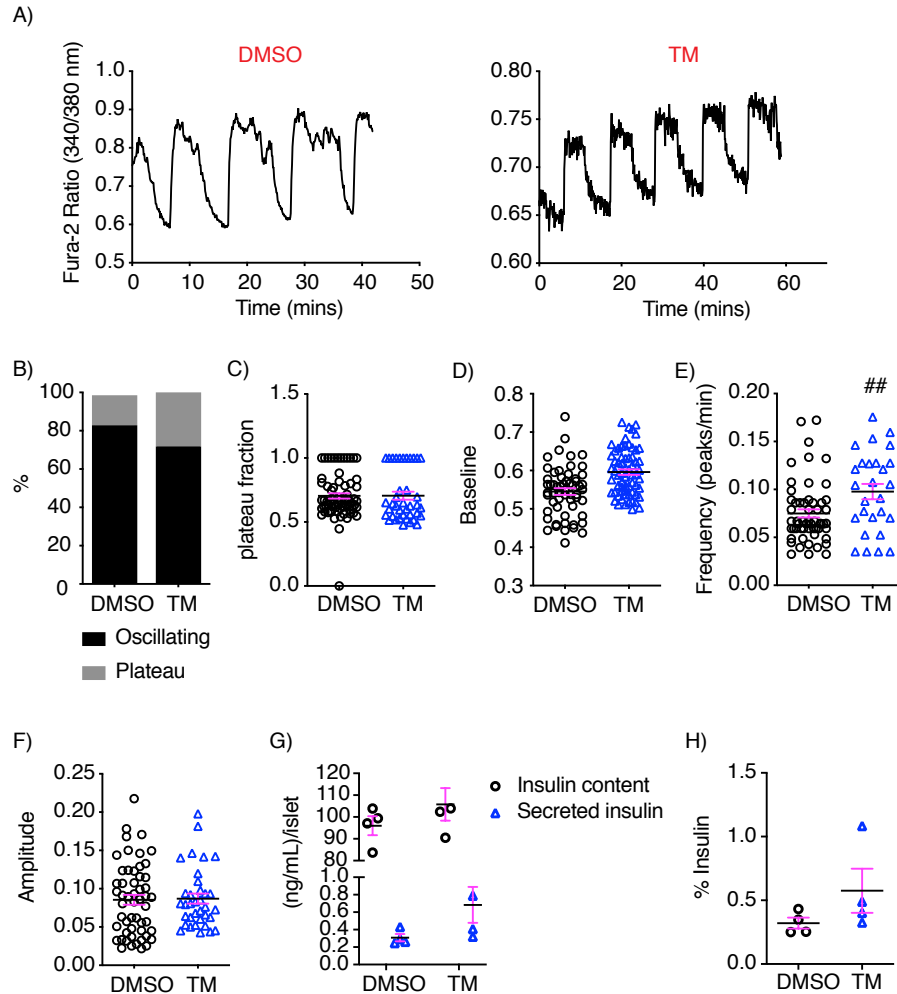 A)
DMSO
TM
Fura-2 Ratio (340/380 nm)
1.0
0.9
0.8
0.7
0.6
0.5
0 10 20 30 40 50
Time (mins)
0.80
0.75
0.70
0.65
0.60
0 20 40 60
Time (mins)
B)
%
100
80
60
40
20
0
DMSO TM
Oscillating
Plateau
C)
plateau fraction
1.5
1.0
0.5
0.0
DMSO TM
D)
Baseline
0.8
0.7
0.6
0.5
0.4
0.3
DMSO TM
E)
Frequency (peaks/min)
0.20
0.15
0.10
0.05
0.00
##
DMSO TM
F)
Amplitude
0.25
0.20
0.15
0.10
0.05
0.00
DMSO TM
G)
(ng/mL)/islet
120
110
100
90
80
0.8
0.6
0.4
0.2
0.0
DMSO TM
Insulin content
Secreted insulin
H)
% Insulin
1.5
1.0
0.5
0.0
DMSO TM